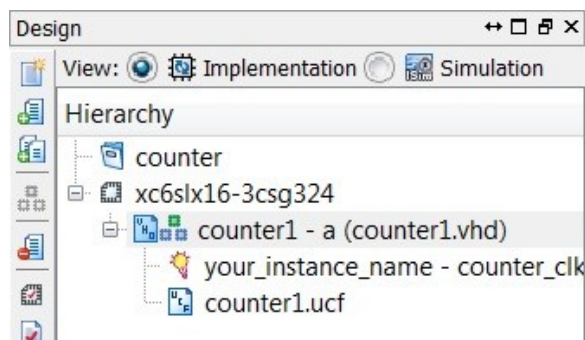 Design
View: Implementation Simulation
Hierarchy
counter
xc6slx16-3csg324
counter1 - a (counter1.vhd)
your_instance_name - counter_clk
counter1.ucf